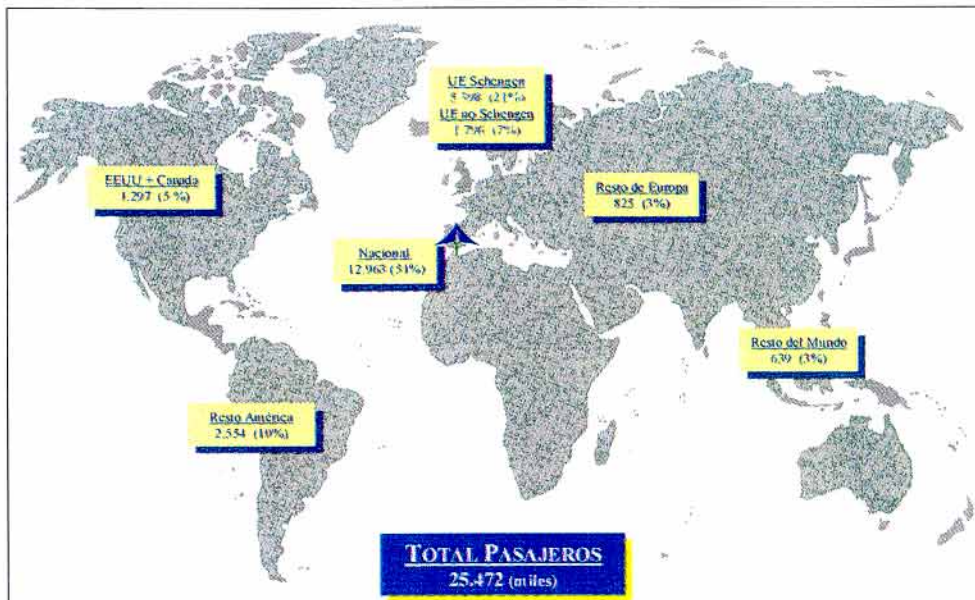 UE Schengen
5.398 (21%)
UE no Schengen
1.796 (7%)
EEUU + Canada
1.297 (5 %)
Resto de Europa
825 (3%)
Nacional
12.963 (51%)
Resto del Mundo
639 (3%)
Resto América
2.554 (10%)
TOTAL PASAJEROS
25.472 (miles)